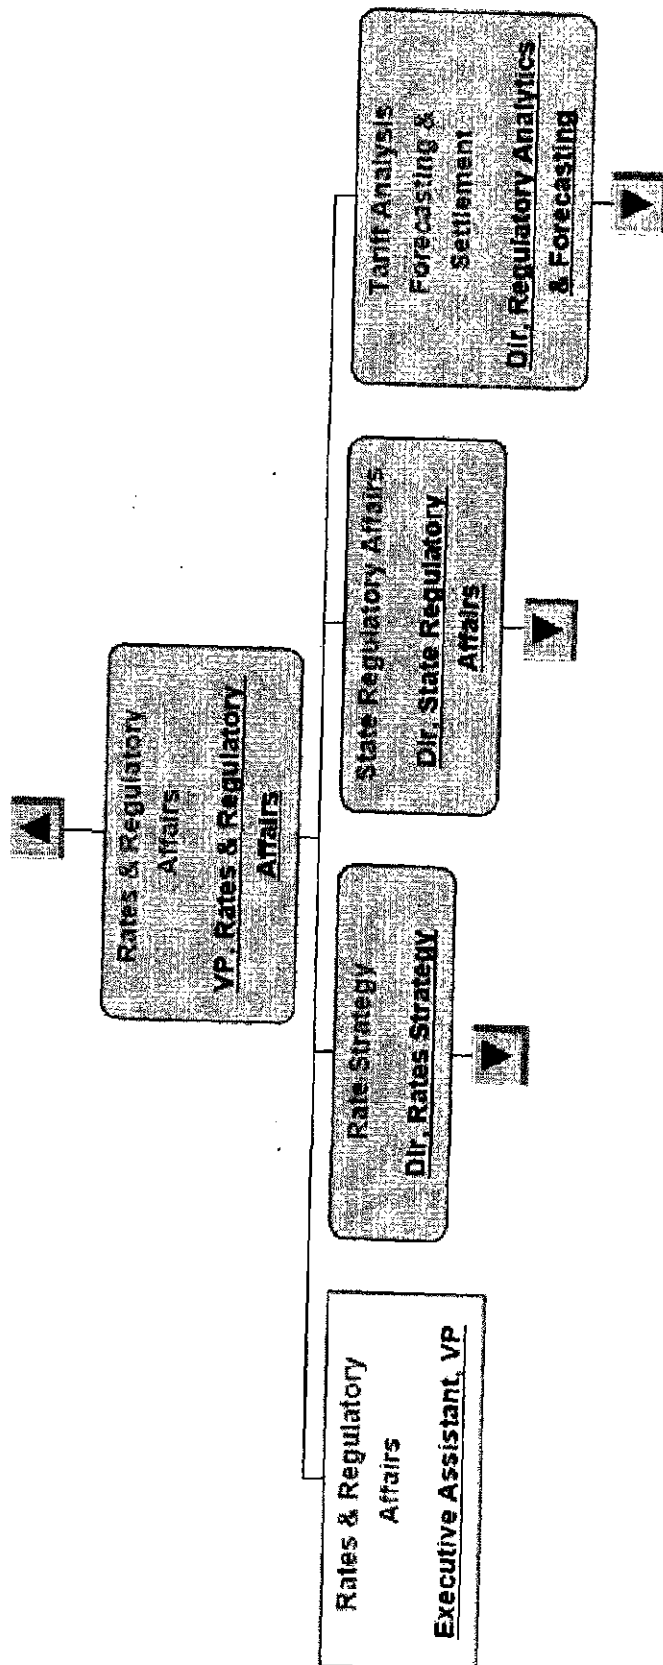 Rates & Regulatory
Affairs
VP, Rates & Regulatory
Affairs
Rates & Regulatory
Affairs
Executive Assistant, VP
Rate Strategy
Dir, Rates Strategy
State Regulatory Affairs
Dir, State Regulatory
Affairs
Tariff Analysis
Forecasting &
Settlement
Dir, Regulatory Analytics
& Forecasting